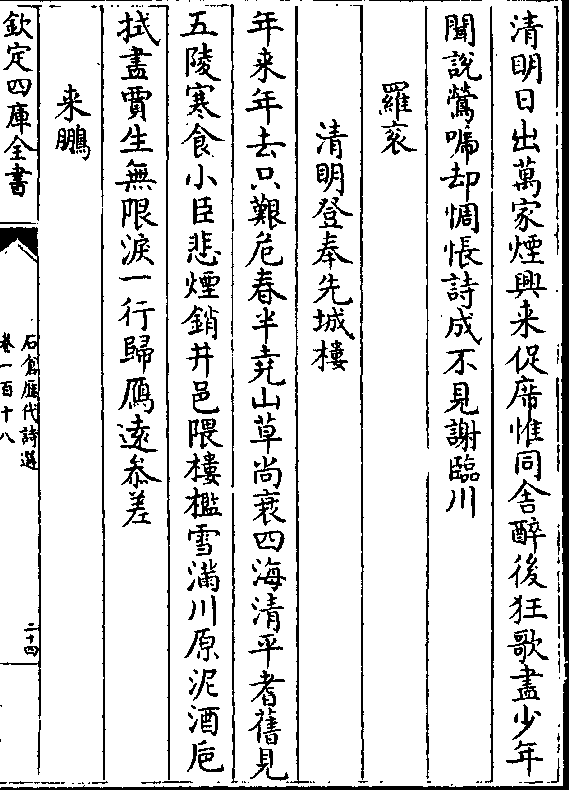 清明日出萬家煙興来促席惟同舎醉後狂歌盡少年
聞說鶯啼却惆悵詩成不見謝臨川
羅衮
清明登奉先城樓
年来年去只艱危春半堯山草尚衰四海清平耆舊見
五陵寒食小臣悲煙銷井邑隈樓檻雪滿川原泥酒巵
拭盡賈生無限淚一行歸鴈遠叅差
来鵬
欽定四庫全書
石倉歴代詩選
卷一百十八
二十四